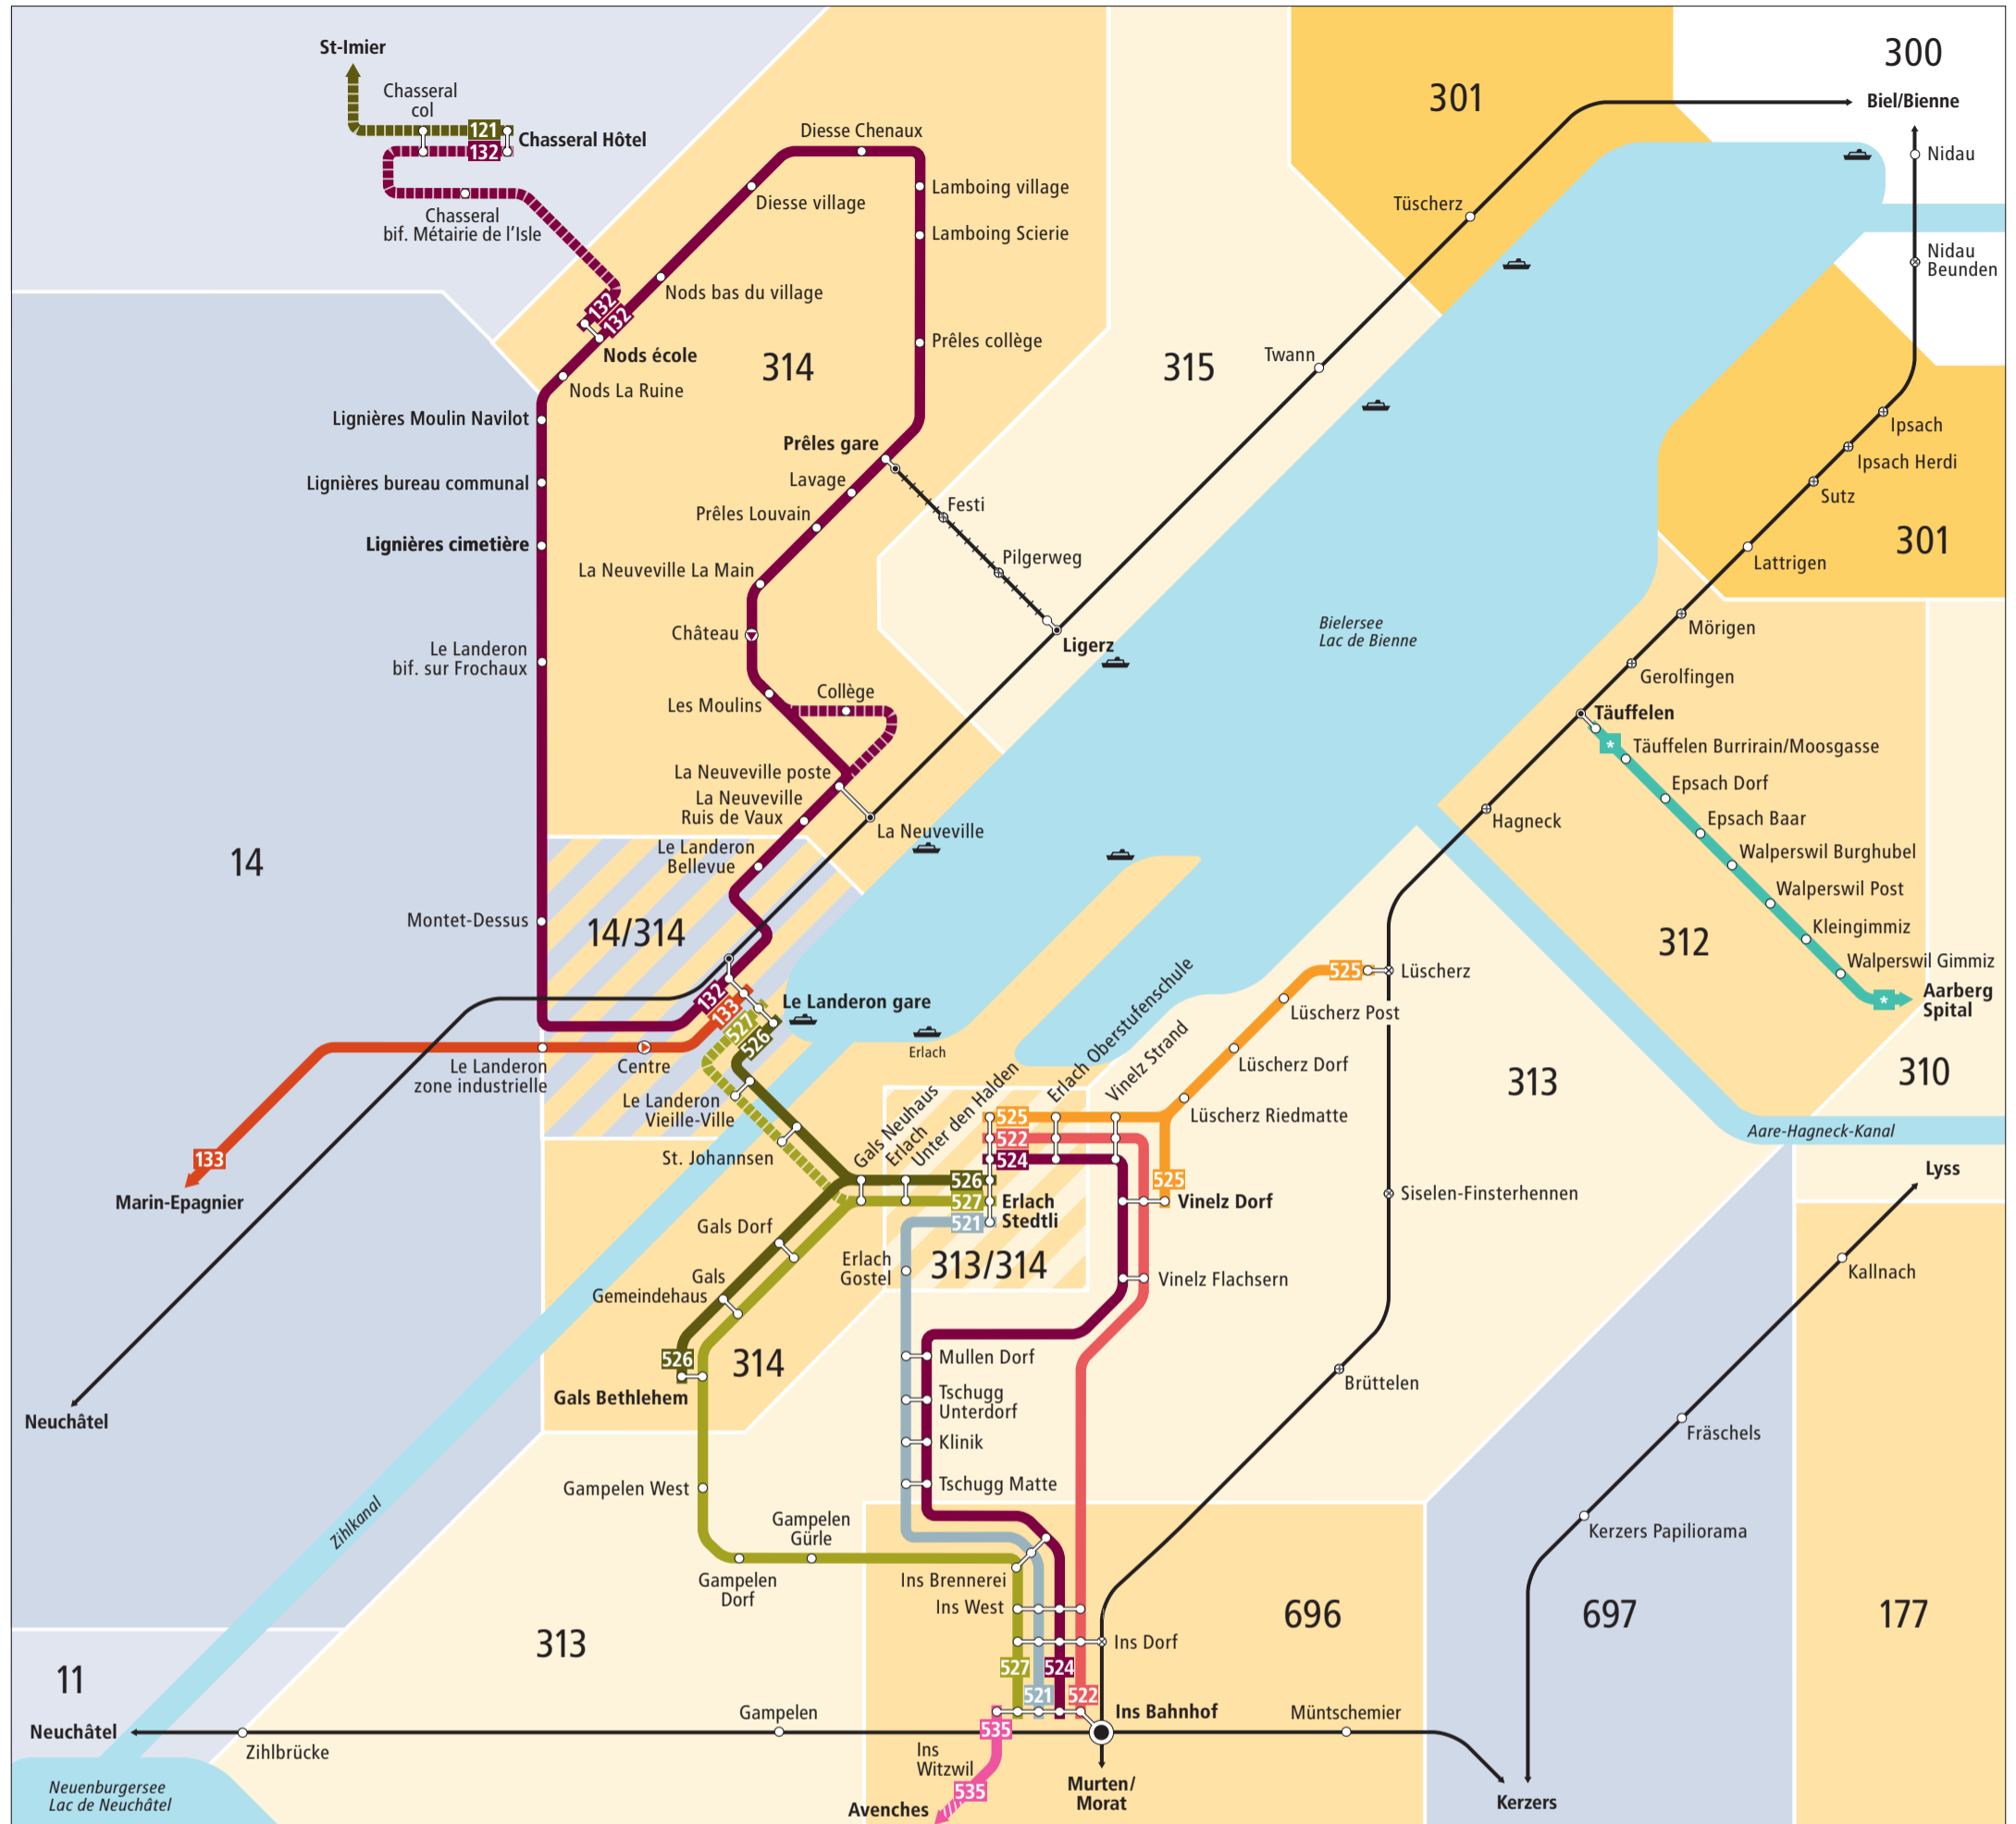 St-Imier
Chasseral
col
121
132
Chasseral Hôtel
Chasseral
bif. Métairie de l'Isle
Diesse Chenaux
Diesse village
Lamboing village
Lamboing Scierie
Nods bas du village
132
132
Nods école
Nods La Ruine
Prêles collège
314
315
301
300
Biel/Bienne
Nidau
Nidau
Beunden
Tüscherz
Twann
Lignières Moulin Navilot
Lignières bureau communal
Lignières cimetière
Le Landeron
bif. sur Frochaux
Prêles gare
Lavage
Prêles Louvain
La Neuveville La Main
Château
Les Moulins
Collège
Festi
Pilgerweg
Ligerz
La Neuveville poste
La Neuveville
Ruis de Vaux
La Neuveville
Le Landeron
Bellevue
Bielersee
Lac de Bienne
Ipsach
Ipsach Herdi
Sutz
301
Lattrigen
Mörigen
Gerolfingen
Täuffelen
*
Täuffelen Burrirain/Moosgasse
Epsach Dorf
Epsach Baar
Walperswil Burghubel
Walperswil Post
Kleingimmiz
Walperswil Gimmiz
*
Aarberg
Spital
Hagneck
312
310
14
Montet-Dessus
14/314
132
133
527
526
Le Landeron gare
Erlach
Le Landeron
zone industrielle
Centre
Le Landeron
Vieille-Ville
St. Johannsen
133
Marin-Epagnier
Gals Neuhaus
Erlach
Unter den Halden
Erlach Oberstufenschule
Vinelz Strand
525
Lüscherz
Lüscherz Post
Lüscherz Dorf
Lüscherz Riedmatte
313
Aare-Hagneck-Kanal
525
522
524
526
527
521
Erlach
Stedtli
525
Vinelz Dorf
313/314
Vinelz Flachsern
Siselen-Finsterhennen
Lyss
Kallnach
Gals Dorf
Gals
Gemeindehaus
Erlach
Gostel
526
Gals Bethlehem
314
Mullen Dorf
Tschugg
Unterdorf
Klinik
Tschugg Matte
Brüttelen
Fräschels
Kerzers Papiliorama
Neuchâtel
Zihlkanal
Gampelen West
Gampelen
Gürle
Gampelen
Dorf
Ins Brennerei
Ins West
Ins Dorf
696
697
177
313
11
527
524
521
522
Neuchâtel
Zihlbrücke
Gampelen
535
Ins Bahnhof
Müntschemier
Ins
Witzwil
535
Avenches
Murten/
Morat
Kerzers
Neuenburgersee
Lac de Neuchâtel